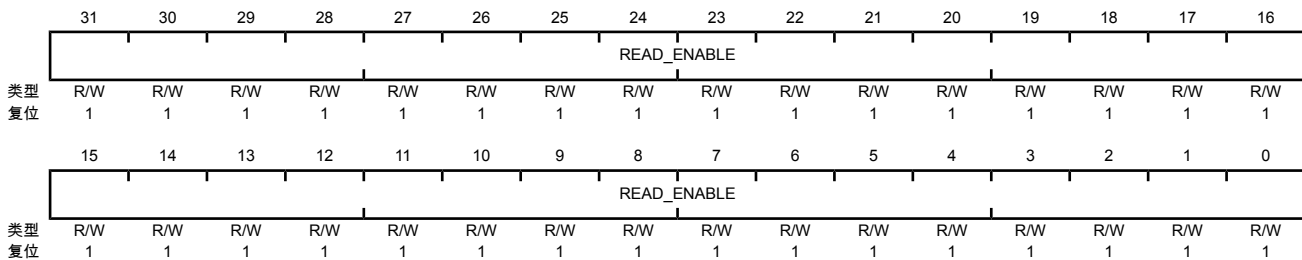 31 30 29 28 27 26 25 24 23 22 21 20 19 18 17 16
READ_ENABLE
类型 R/W R/W R/W R/W R/W R/W R/W R/W R/W R/W R/W R/W R/W R/W R/W R/W
复位 1 1 1 1 1 1 1 1 1 1 1 1 1 1 1 1
15 14 13 12 11 10 9 8 7 6 5 4 3 2 1 0
READ_ENABLE
类型 R/W R/W R/W R/W R/W R/W R/W R/W R/W R/W R/W R/W R/W R/W R/W R/W
复位 1 1 1 1 1 1 1 1 1 1 1 1 1 1 1 1